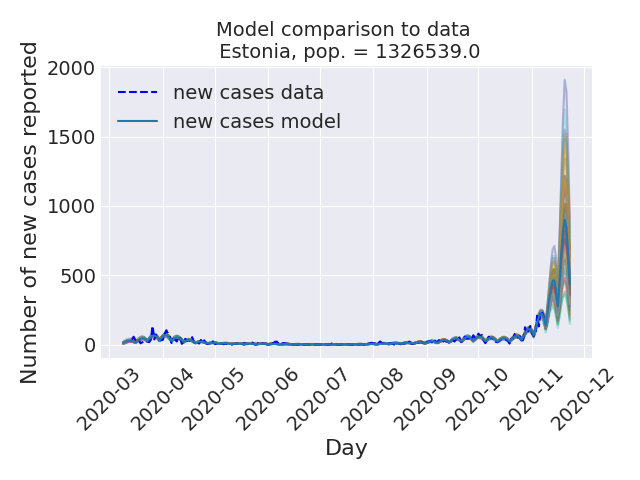 Model comparison to data
Estonia, pop. = 1326539.0
Number of new cases reported
2000
1500
1000
500
0
new cases data
new cases model
2020-03
2020-04
2020-05
2020-06
2020-07
2020-08
2020-09
2020-10
2020-11
2020-12
Day